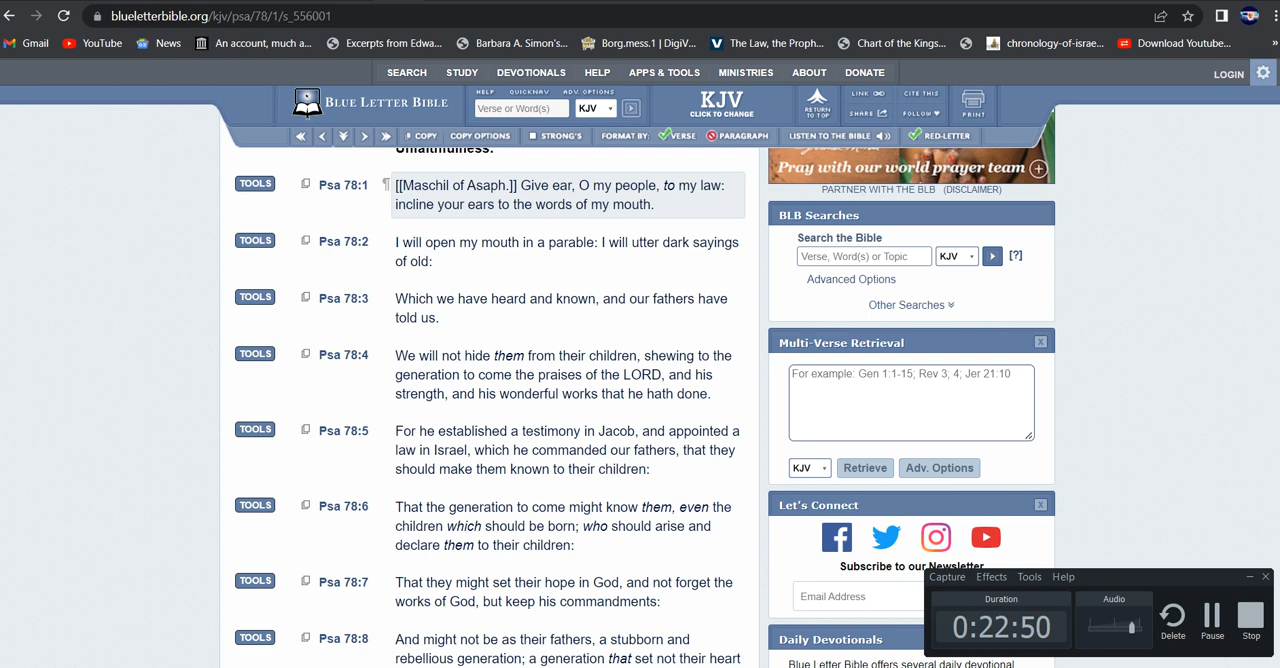 blueletterbible.org/kjv/psa/78/1/s_556001
Gmail YouTube News An account, much a... Excerpts from Edwa... Barbara A. Simon's... Borg.mess.1 | DigiV... The Law, the Proph... Chart of the Kings... chronology-of-israe... Download Youtube... »
SEARCH STUDY DEVOTIONALS HELP APPS & TOOLS MINISTRIES ABOUT DONATE LOGIN
HELP QUICKNAV ADV. OPTIONS
BLUE LETTER BIBLE
Verse or Word(s) KJV
KJV
CLICK TO CHANGE
RETURN TO TOP
LINK CITE THIS
SHARE FOLLOW PRINT
COPY COPY OPTIONS STRONG'S FORMAT BY: VERSE PARAGRAPH LISTEN TO THE BIBLE RED-LETTER
Unfaithfulness.
TOOLS Psa 78:1 ¶ [[Maschil of Asaph.]] Give ear, O my people, to my law:
incline your ears to the words of my mouth.
TOOLS Psa 78:2 I will open my mouth in a parable: I will utter dark sayings
of old:
TOOLS Psa 78:3 Which we have heard and known, and our fathers have
told us.
TOOLS Psa 78:4 We will not hide them from their children, shewing to the
generation to come the praises of the LORD, and his
strength, and his wonderful works that he hath done.
TOOLS Psa 78:5 For he established a testimony in Jacob, and appointed a
law in Israel, which he commanded our fathers, that they
should make them known to their children:
TOOLS Psa 78:6 That the generation to come might know them, even the
children which should be born; who should arise and
declare them to their children:
TOOLS Psa 78:7 That they might set their hope in God, and not forget the
works of God, but keep his commandments:
TOOLS Psa 78:8 And might not be as their fathers, a stubborn and
rebellious generation; a generation that set not their heart
Pray with our world prayer team
PARTNER WITH THE BLB (DISCLAIMER)
BLB Searches
Search the Bible
Verse, Word(s) or Topic KJV [?]
Advanced Options
Other Searches
Multi-Verse Retrieval X
For example: Gen 1:1-15; Rev 3; 4; Jer 21:10
KJV Retrieve Adv. Options
Let's Connect X
Subscribe to our Newsletter
Email Address
Daily Devotionals
Blue Letter Bible offers several daily devotional
Capture Effects Tools Help
Duration Audio
0:22:50
Delete Pause Stop